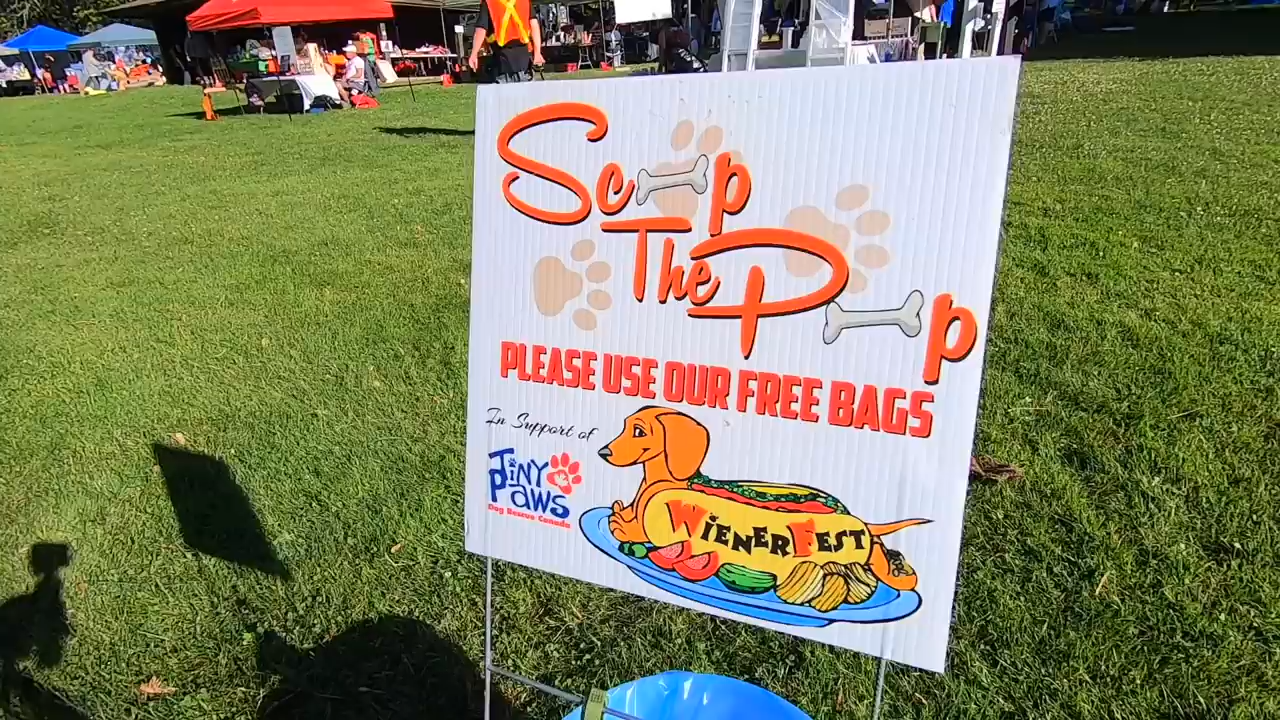 Scoop
The Poop
PLEASE USE OUR FREE BAGS
In Support of
Tiny
Paws
Dog Rescue Canada
WIENERFEST